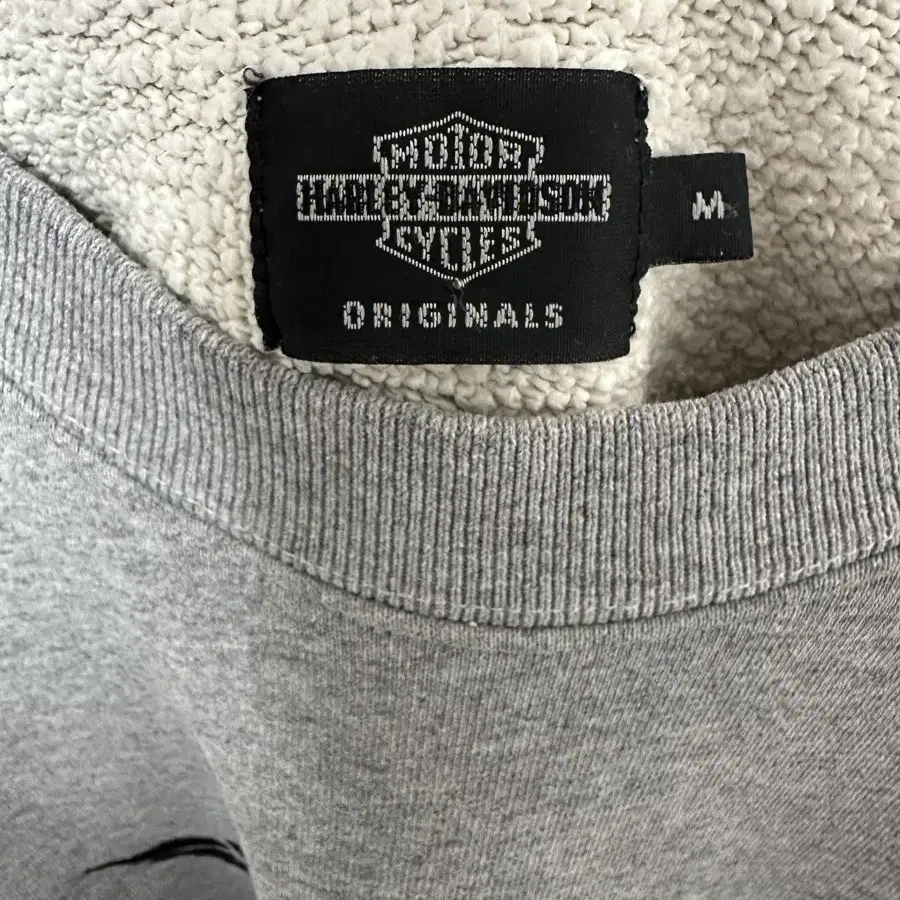 MOTOR
HARLEY-DAVIDSON
CYCLES
ORIGINALS
M